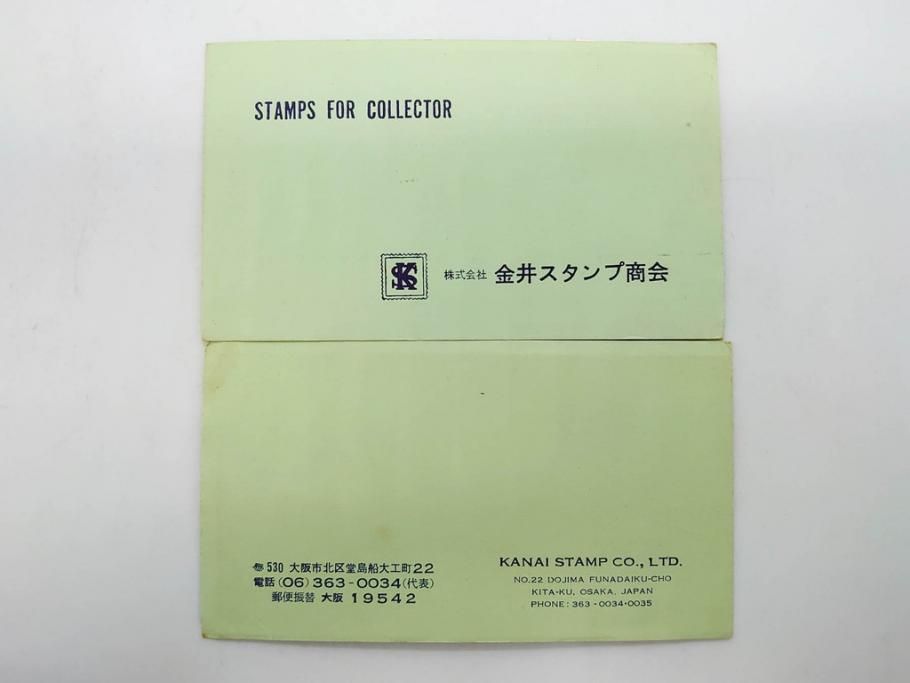 STAMPS FOR COLLECTOR
KS
株式会社 金井スタンプ商会
530 大阪市北区堂島船大工町22
電話(06)363-0034(代表)
郵便振替 大阪 19542
KANAI STAMP CO., LTD.
NO.22 DOJIMA FUNADAIKU-CHO
KITA-KU, OSAKA, JAPAN
PHONE: 363-0034・0035